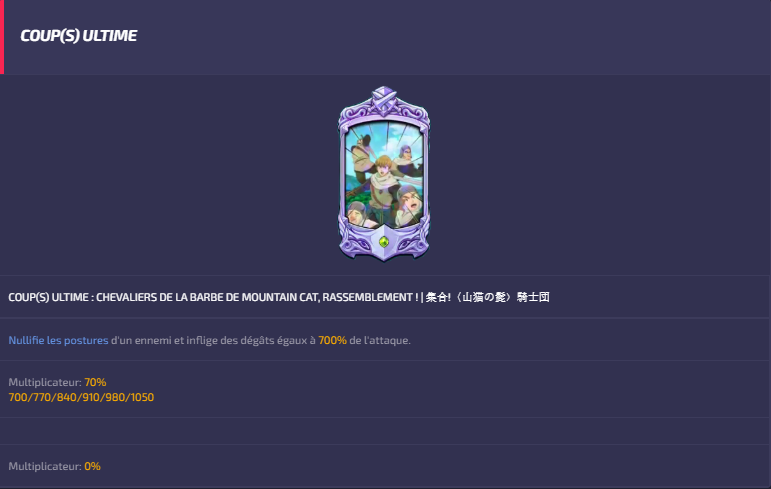 COUP(S) ULTIME
COUP(S) ULTIME : CHEVALIERS DE LA BARBE DE MOUNTAIN CAT, RASSEMBLEMENT ! | 集合!〈山猫の髭〉騎士団
Nullifie les postures d'un ennemi et inflige des dégâts égaux à 700% de l'attaque.
Multiplicateur: 70%
700/770/840/910/980/1050
Multiplicateur: 0%